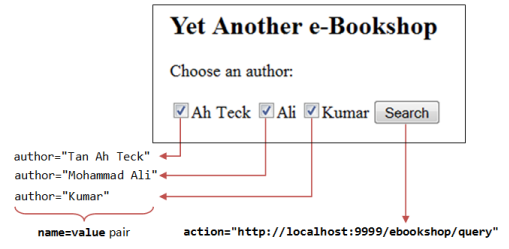 Yet Another e-Bookshop
Choose an author:
Ah Teck Ali Kumar Search
author="Tan Ah Teck"
author="Mohammad Ali"
author="Kumar"
name=value pair
action="http://localhost:9999/ebookshop/query"